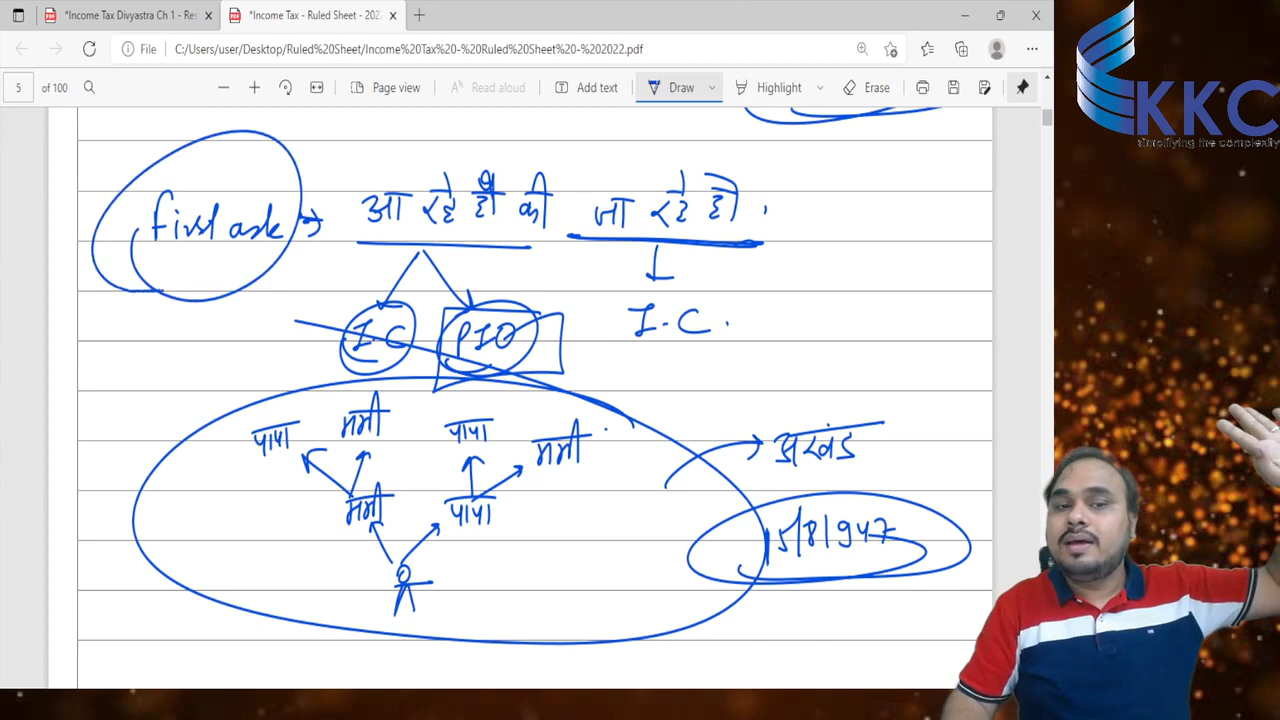 *Income Tax Divyastra Ch 1 - Res
*Income Tax - Ruled Sheet - 202
File C:/Users/user/Desktop/Ruled%20Sheet/Income%20Tax%20-%20Ruled%20Sheet%20-%202022.pdf
5 of 100 Page view Read aloud Add text Draw Highlight Erase
KKC
simplifying the complexity
first ask → आ रहे हो की जा रहे हो.
I.C PIO I.C.
पापा मम्मी पापा मम्मी
अखंड
मम्मी पापा
15/8/947